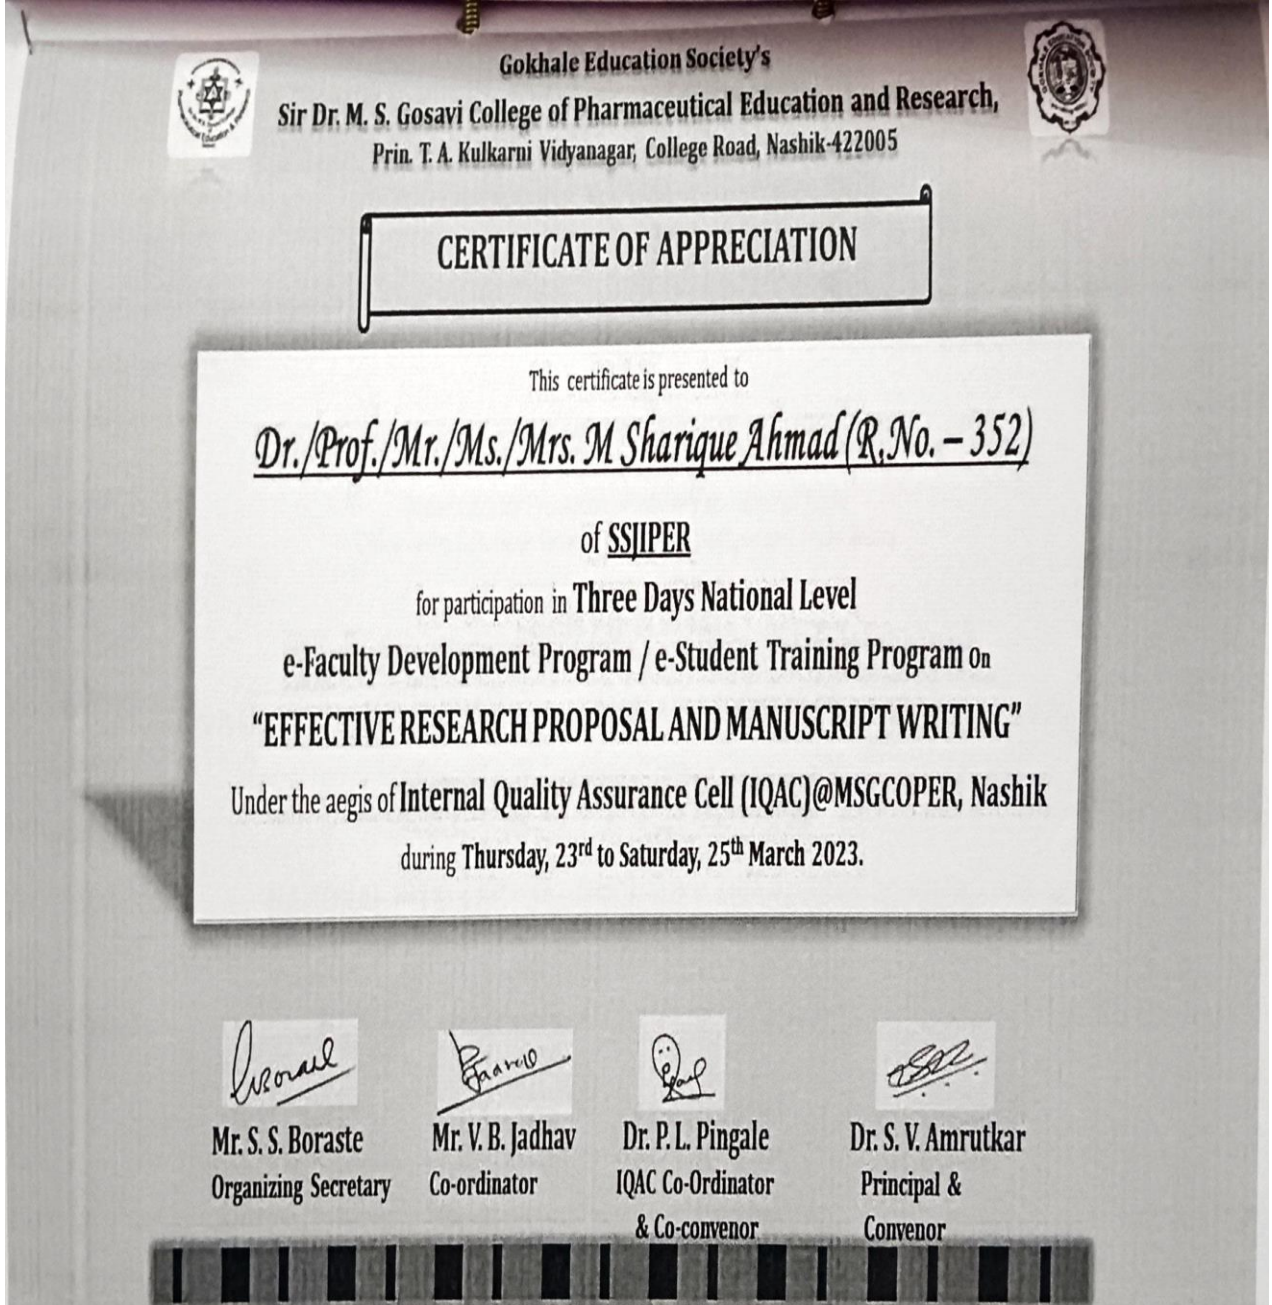 Gokhale Education Society's
Sir Dr. M. S. Gosavi College of Pharmaceutical Education and Research,
Prin. T. A. Kulkarni Vidyanagar, College Road, Nashik-422005
CERTIFICATE OF APPRECIATION
This certificate is presented to
Dr./Prof./Mr./Ms./Mrs. M Sharique Ahmad (R.No. – 352)
of SSJIPER
for participation in Three Days National Level
e-Faculty Development Program / e-Student Training Program On
“EFFECTIVE RESEARCH PROPOSAL AND MANUSCRIPT WRITING”
Under the aegis of Internal Quality Assurance Cell (IQAC)@MSGCOPER, Nashik
during Thursday, 23rd to Saturday, 25th March 2023.
Mr. S. S. Boraste Mr. V. B. Jadhav Dr. P. L. Pingale Dr. S. V. Amrutkar
Organizing Secretary Co-ordinator IQAC Co-Ordinator Principal &
& Co-convenor Convenor